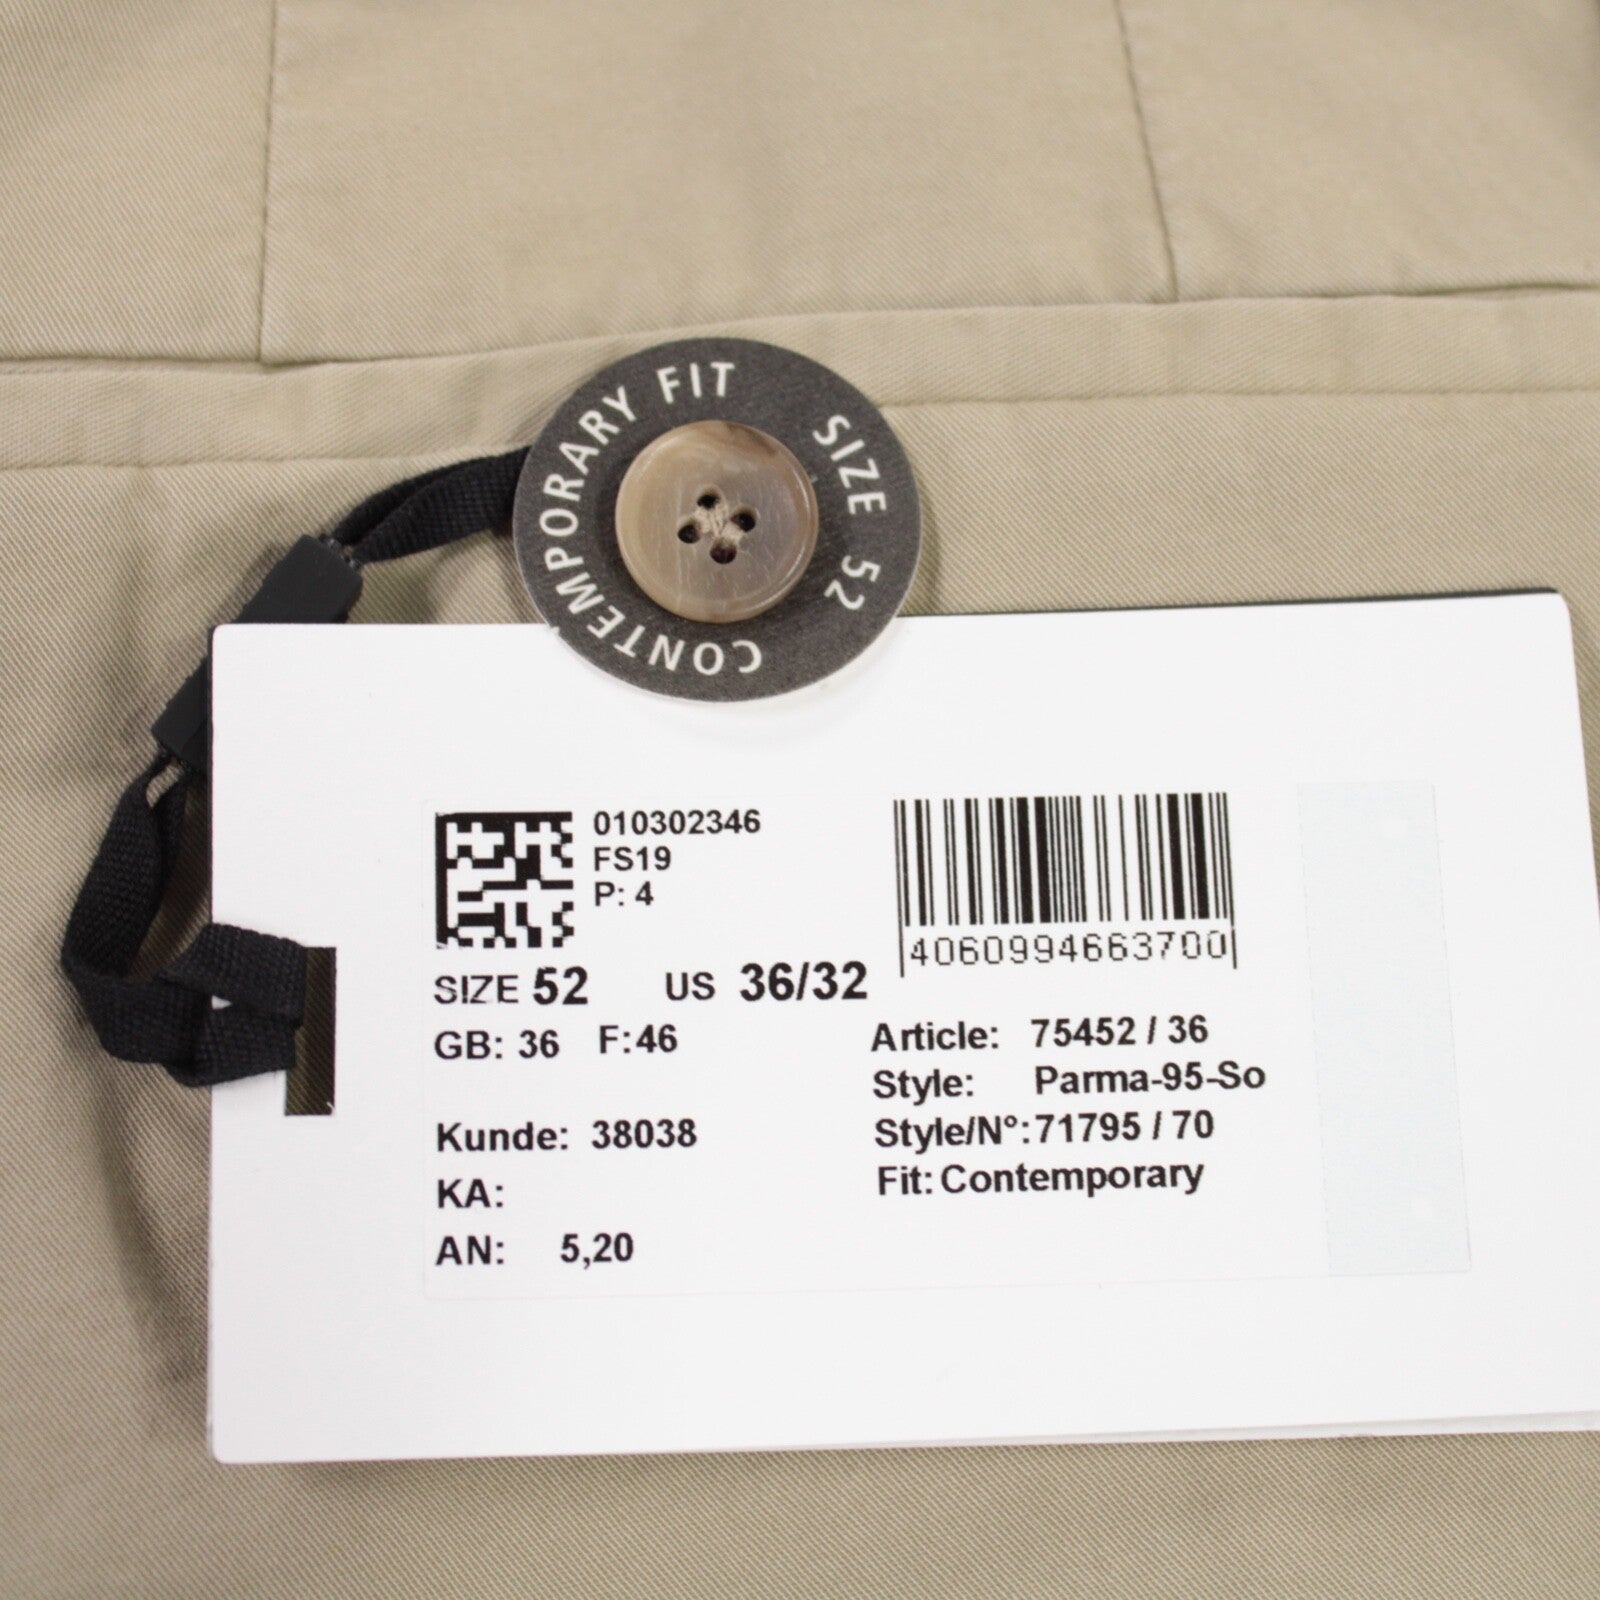 CONTEMPORARY FIT SIZE 52
010302346
FS19
P: 4
4060994663700
SIZE 52 US 36/32
GB: 36 F:46
Article: 75452 / 36
Style: Parma-95-So
Kunde: 38038
Style/N°:71795 / 70
KA:
Fit: Contemporary
AN: 5,20